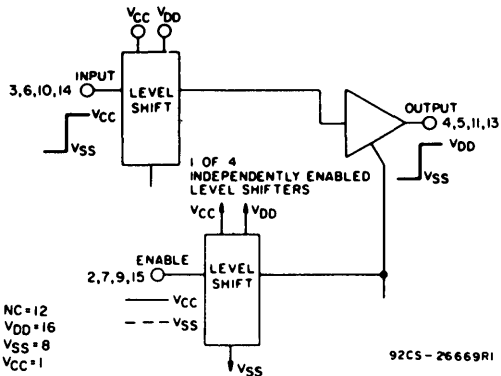 VCC VDD
INPUT
3,6,10,14
LEVEL
SHIFT
VCC
VSS
OUTPUT
4,5,11,13
VDD
VSS
1 OF 4
INDEPENDENTLY ENABLED
LEVEL SHIFTERS
VCC VDD
ENABLE
2,7,9,15
LEVEL
SHIFT
VCC
VSS
VSS
NC=12
VDD=16
VSS=8
VCC=1
92CS-26669R1